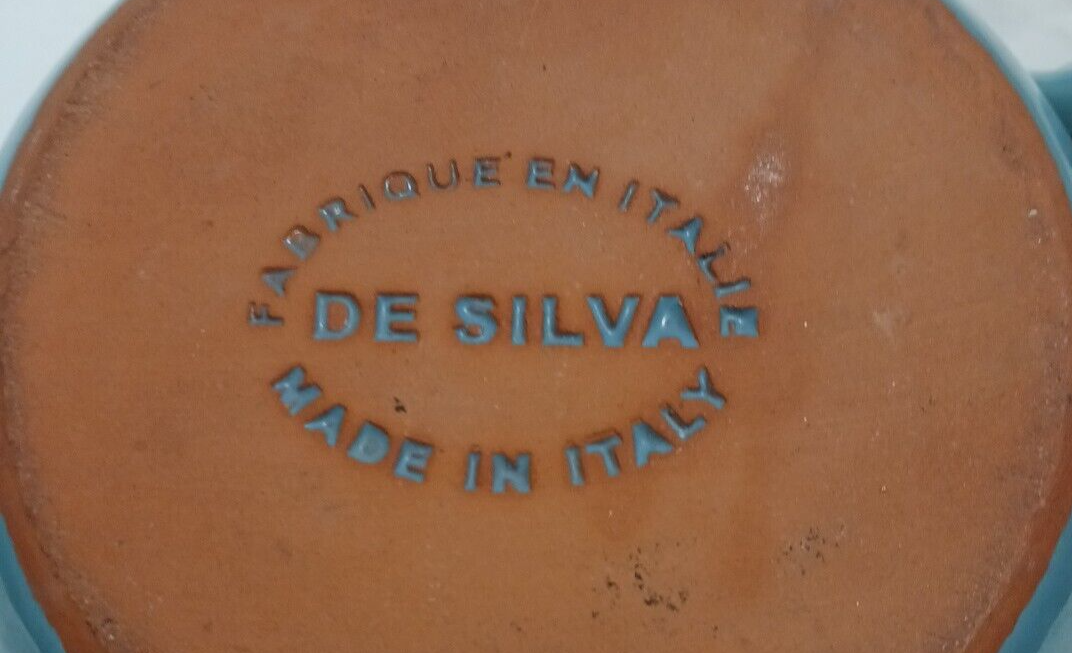 FABRIQUE EN ITALIE
DE SILVA
MADE IN ITALY